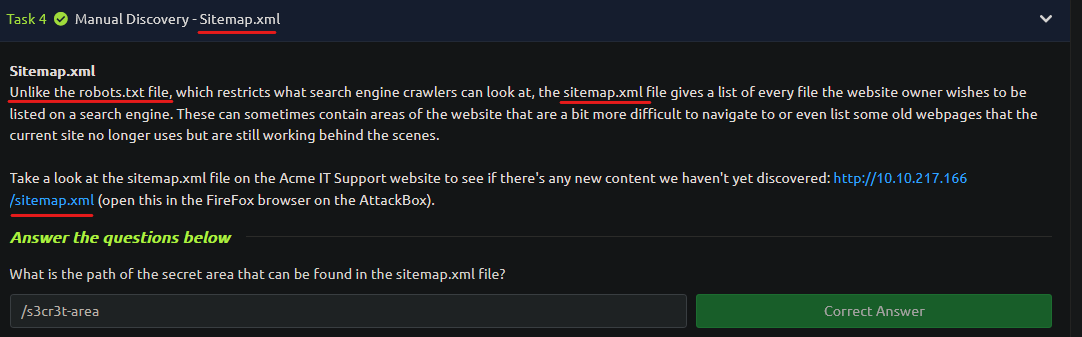 Task 4 Manual Discovery - Sitemap.xml
Sitemap.xml
Unlike the robots.txt file, which restricts what search engine crawlers can look at, the sitemap.xml file gives a list of every file the website owner wishes to be
listed on a search engine. These can sometimes contain areas of the website that are a bit more difficult to navigate to or even list some old webpages that the
current site no longer uses but are still working behind the scenes.
Take a look at the sitemap.xml file on the Acme IT Support website to see if there's any new content we haven't yet discovered: http://10.10.217.166
/sitemap.xml (open this in the FireFox browser on the AttackBox).
Answer the questions below
What is the path of the secret area that can be found in the sitemap.xml file?
/s3cr3t-area Correct Answer